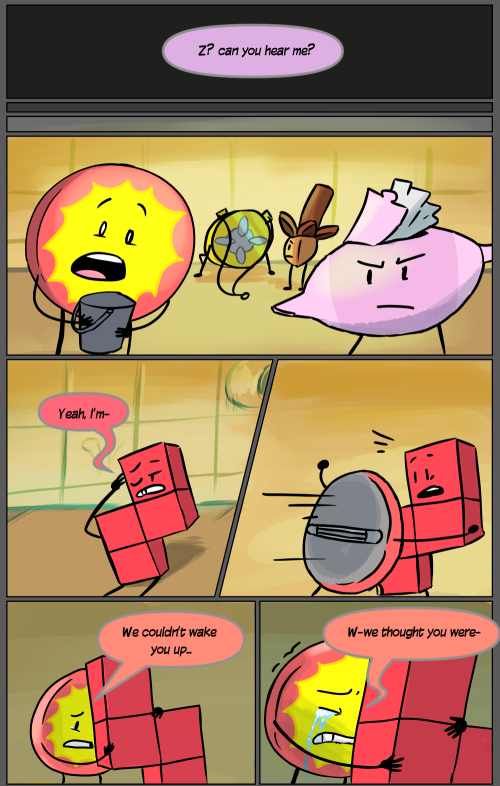 Z? can you hear me?
Yeah, I'm-
We couldn't wake
you up...
W-we thought you were-